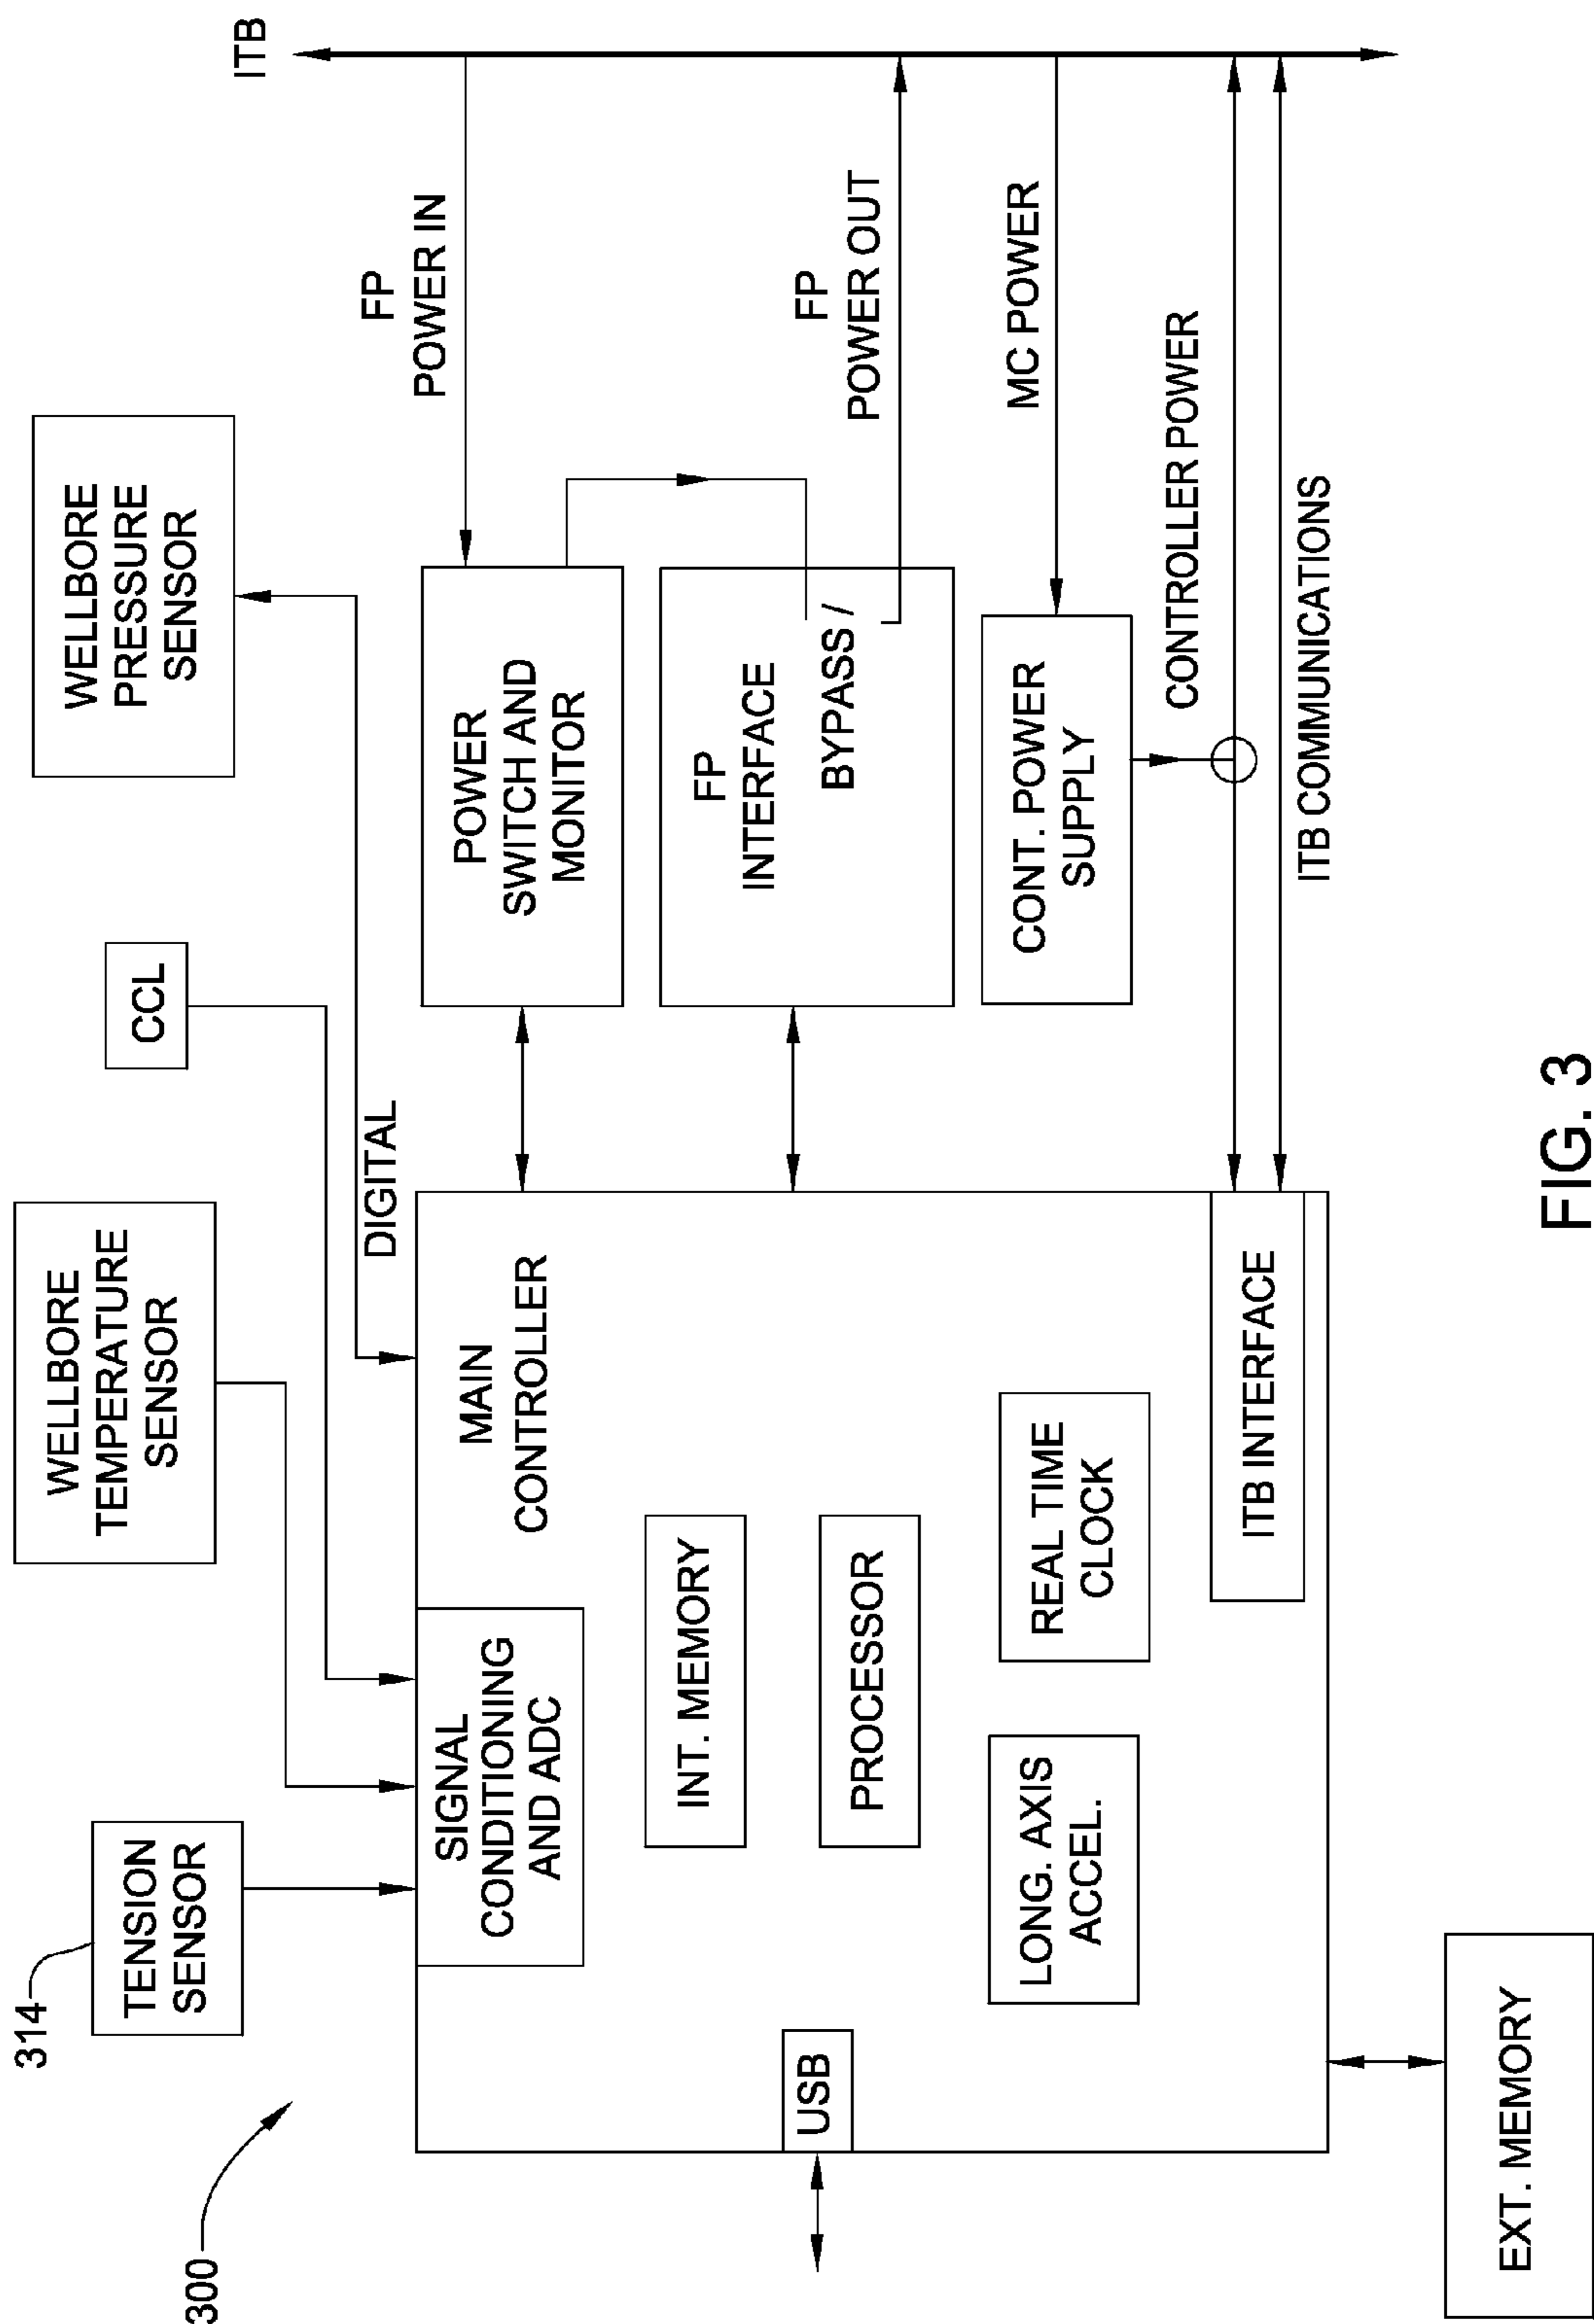 300
314
TENSION
SENSOR
WELLBORE
TEMPERATURE
SENSOR
CCL
WELLBORE
PRESSURE
SENSOR
DIGITAL
ITB
FP
POWER IN
SIGNAL
CONDITIONING
AND ADC
MAIN
CONTROLLER
POWER
SWITCH AND
MONITOR
INT. MEMORY
FP
INTERFACE
BYPASS /
FP
POWER OUT
USB
PROCESSOR
LONG. AXIS
ACCEL.
REAL TIME
CLOCK
CONT. POWER
SUPPLY
MC POWER
CONTROLLER POWER
ITB INTERFACE
ITB COMMUNICATIONS
EXT. MEMORY
FIG. 3